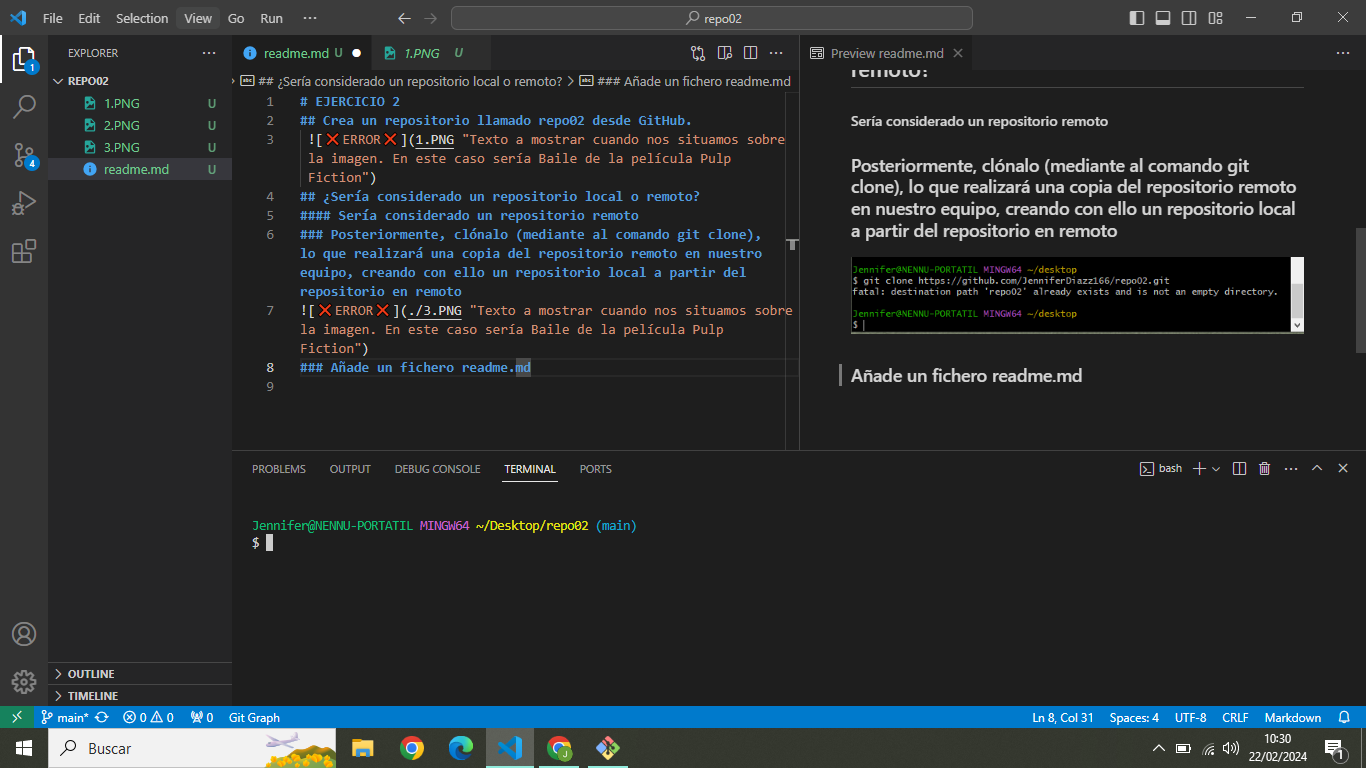 File Edit Selection View Go Run ··· repo02
EXPLORER ···
REPO02
1.PNG U
2.PNG U
3.PNG U
readme.md U
OUTLINE
TIMELINE
1
4
readme.md U 1.PNG U ···
## ¿Sería considerado un repositorio local o remoto? > ### Añade un fichero readme.md
1 # EJERCICIO 2
2 ## Crea un repositorio llamado repo02 desde GitHub.
3 ![❌ERROR❌](1.PNG "Texto a mostrar cuando nos situamos sobre
la imagen. En este caso sería Baile de la película Pulp
Fiction")
4 ## ¿Sería considerado un repositorio local o remoto?
5 #### Sería considerado un repositorio remoto
6 ### Posteriormente, clónalo (mediante al comando git clone),
lo que realizará una copia del repositorio remoto en nuestro
equipo, creando con ello un repositorio local a partir del
repositorio en remoto
7 ![❌ERROR❌](./3.PNG "Texto a mostrar cuando nos situamos sobre
la imagen. En este caso sería Baile de la película Pulp
Fiction")
8 ### Añade un fichero readme.md
9
Preview readme.md ···
remoto?
Sería considerado un repositorio remoto
Posteriormente, clónalo (mediante al comando git
clone), lo que realizará una copia del repositorio remoto
en nuestro equipo, creando con ello un repositorio local
a partir del repositorio en remoto
Jennifer@NENNU-PORTATIL MINGW64 ~/desktop
$ git clone https://github.com/JenniferDiazz166/repo02.git
fatal: destination path 'repo02' already exists and is not an empty directory.
Jennifer@NENNU-PORTATIL MINGW64 ~/desktop
$
Añade un fichero readme.md
PROBLEMS OUTPUT DEBUG CONSOLE TERMINAL PORTS bash ···
Jennifer@NENNU-PORTATIL MINGW64 ~/Desktop/repo02 (main)
$
main* 0 0 0 Git Graph Ln 8, Col 31 Spaces: 4 UTF-8 CRLF Markdown
Buscar
10:30
22/02/2024
1